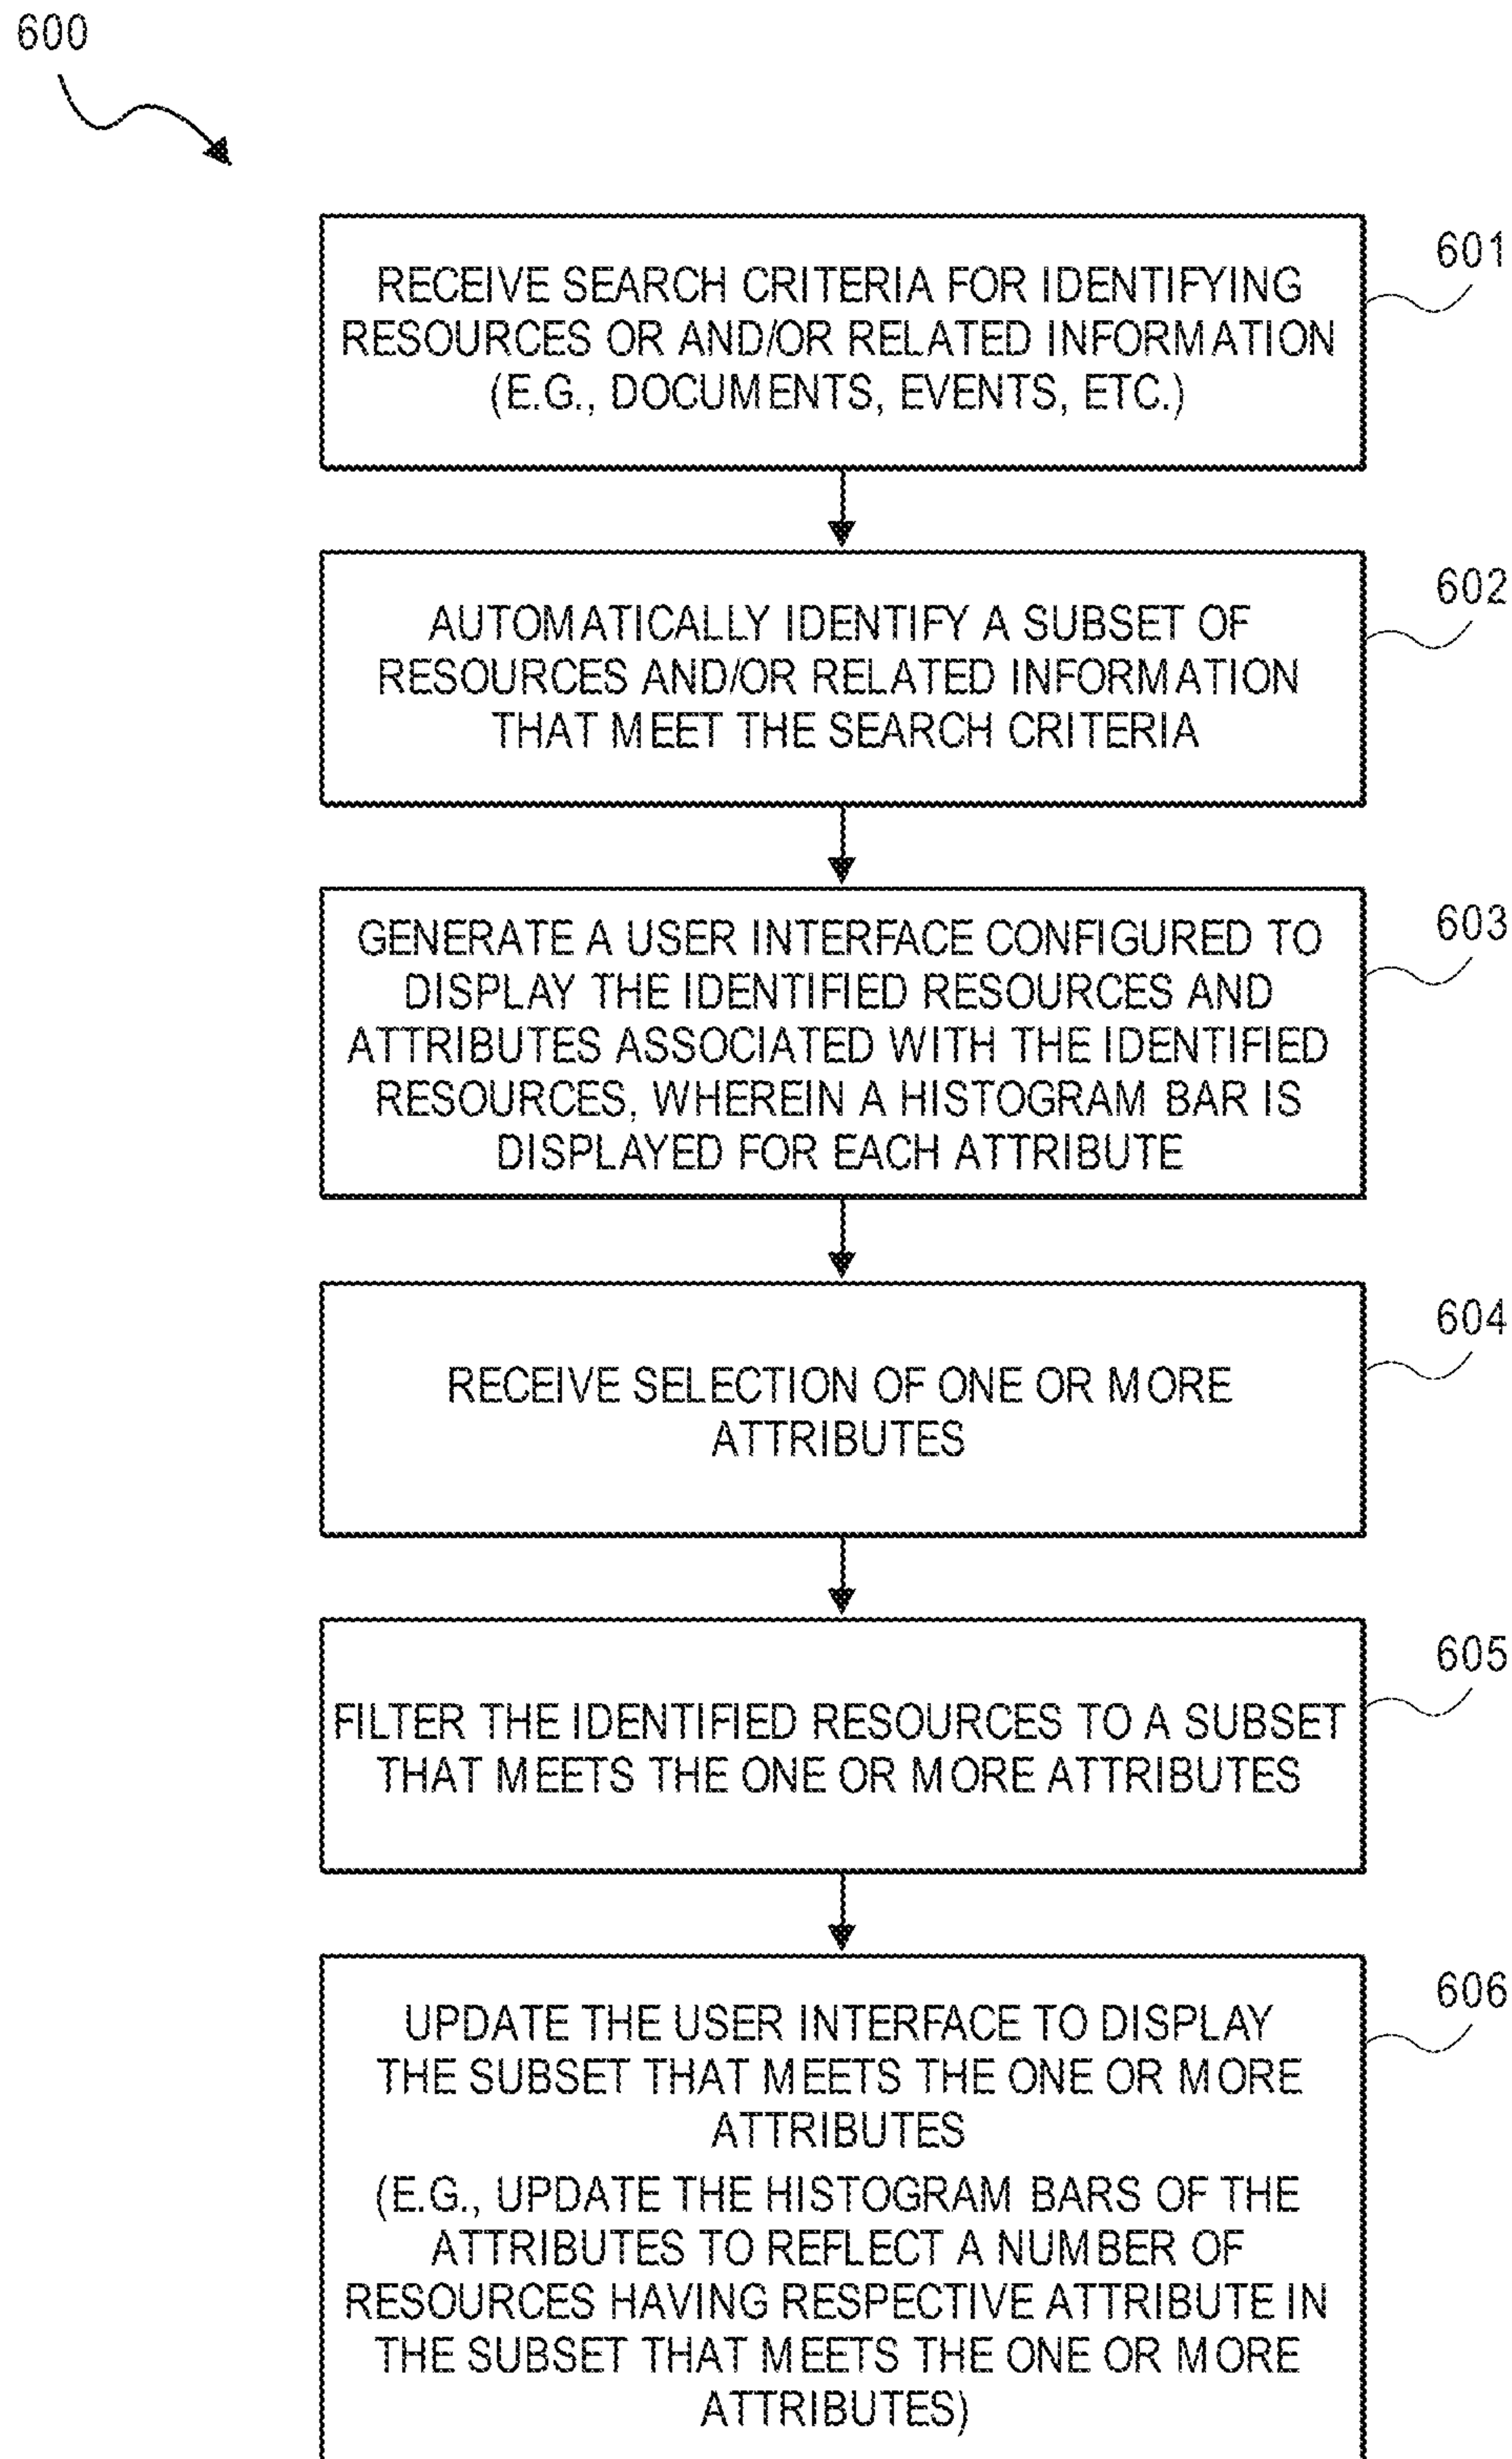 600
601
RECEIVE SEARCH CRITERIA FOR IDENTIFYING
RESOURCES OR AND/OR RELATED INFORMATION
(E.G., DOCUMENTS, EVENTS, ETC.)
602
AUTOMATICALLY IDENTIFY A SUBSET OF
RESOURCES AND/OR RELATED INFORMATION
THAT MEET THE SEARCH CRITERIA
603
GENERATE A USER INTERFACE CONFIGURED TO
DISPLAY THE IDENTIFIED RESOURCES AND
ATTRIBUTES ASSOCIATED WITH THE IDENTIFIED
RESOURCES, WHEREIN A HISTOGRAM BAR IS
DISPLAYED FOR EACH ATTRIBUTE
604
RECEIVE SELECTION OF ONE OR MORE
ATTRIBUTES
605
FILTER THE IDENTIFIED RESOURCES TO A SUBSET
THAT MEETS THE ONE OR MORE ATTRIBUTES
606
UPDATE THE USER INTERFACE TO DISPLAY
THE SUBSET THAT MEETS THE ONE OR MORE
ATTRIBUTES
(E.G., UPDATE THE HISTOGRAM BARS OF THE
ATTRIBUTES TO REFLECT A NUMBER OF
RESOURCES HAVING RESPECTIVE ATTRIBUTE IN
THE SUBSET THAT MEETS THE ONE OR MORE
ATTRIBUTES)